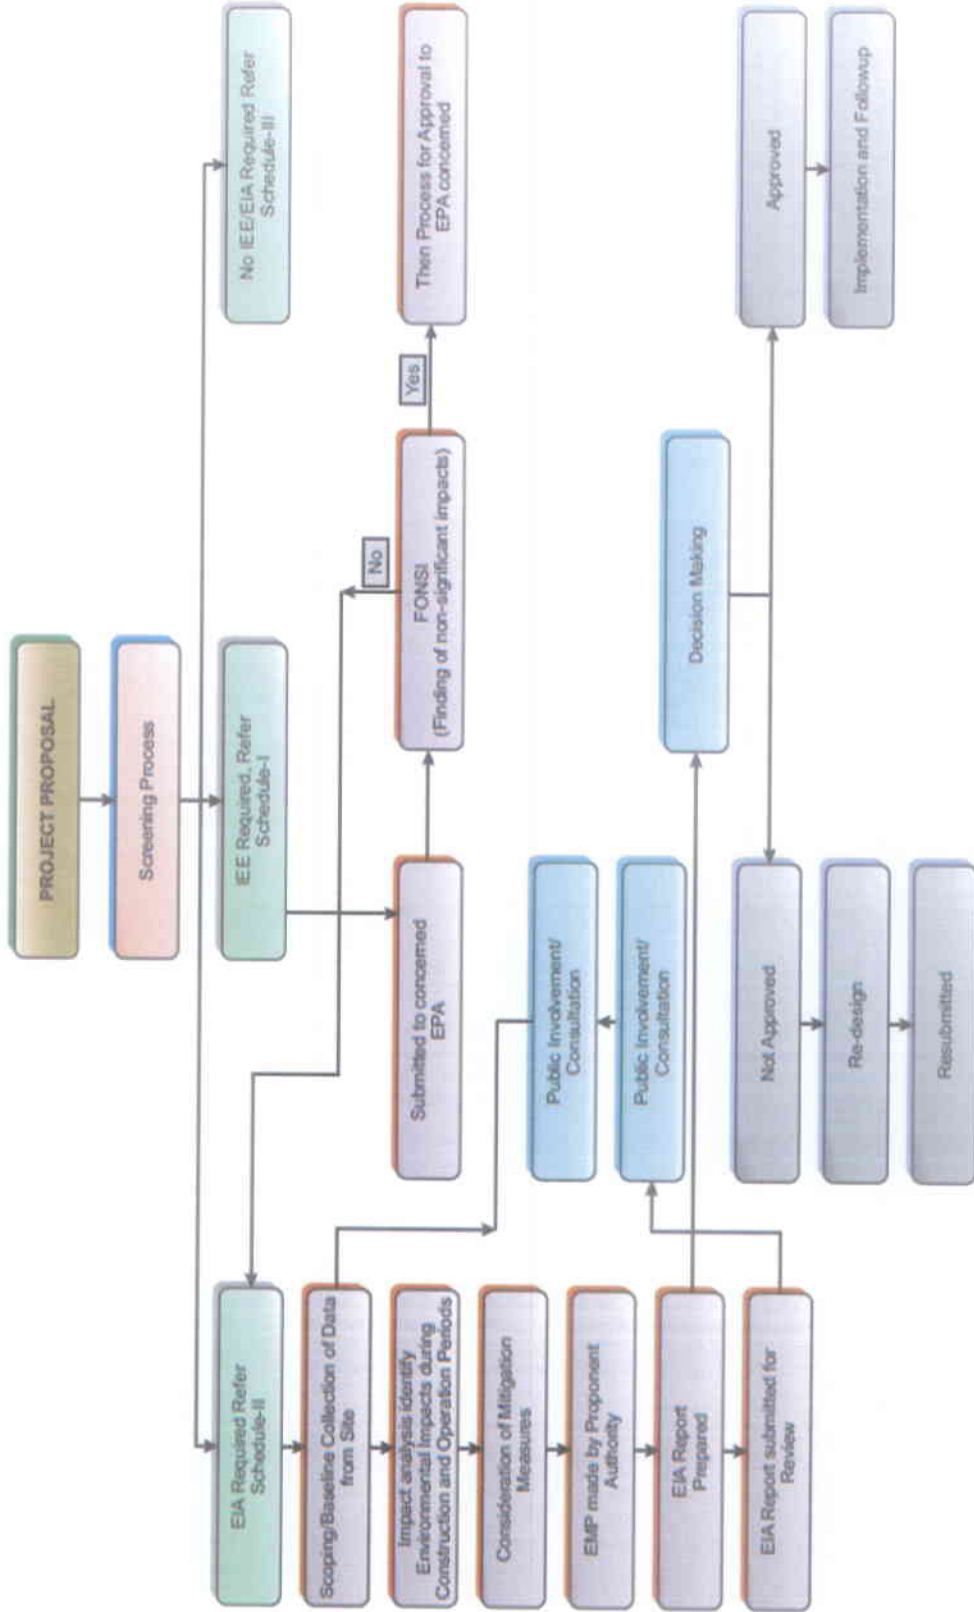 PROJECT PROPOSAL
Screening Process
EIA Required Refer
Schedule-II
IEE Required, Refer
Schedule-I
No IEE/EIA Required Refer
Schedule-III
Scoping/Baseline Collection of Data
from Site
Impact analysis identify
Environmental Impacts during
Construction and Operation Periods
Consideration of Mitigation
Measures
EMP made by Proponent
Authority
EIA Report
Prepared
EIA Report submitted for
Review
Submitted to concerned
EPA
No
FONSI
(Finding of non-significant impacts)
Yes
Then Process for Approval to
EPA concerned
Public Involvement/
Consultation
Public Involvement/
Consultation
Decision Making
Not Approved
Re-design
Resubmitted
Approved
Implementation and Followup